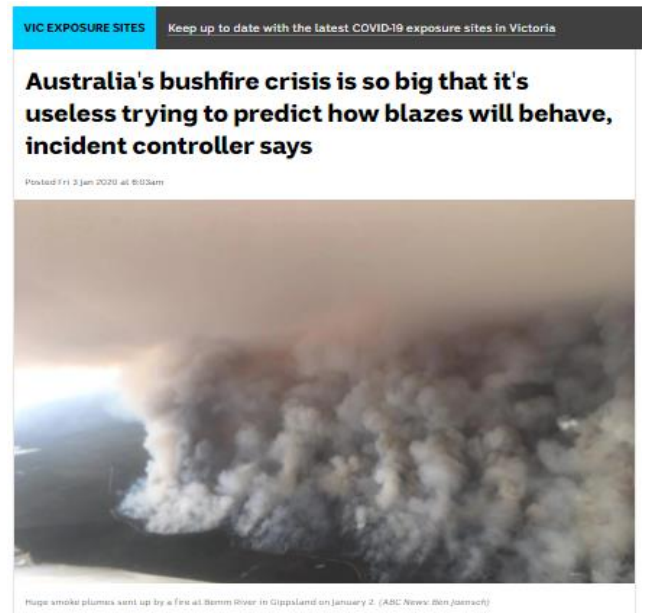 VIC EXPOSURE SITES Keep up to date with the latest COVID-19 exposure sites in Victoria
Australia's bushfire crisis is so big that it's
useless trying to predict how blazes will behave,
incident controller says
Posted Fri 3 Jan 2020 at
Huge smoke plumes sent up by a fire at Bemm River in Gippsland on January 2. (ABC News: Ben Jaensch)